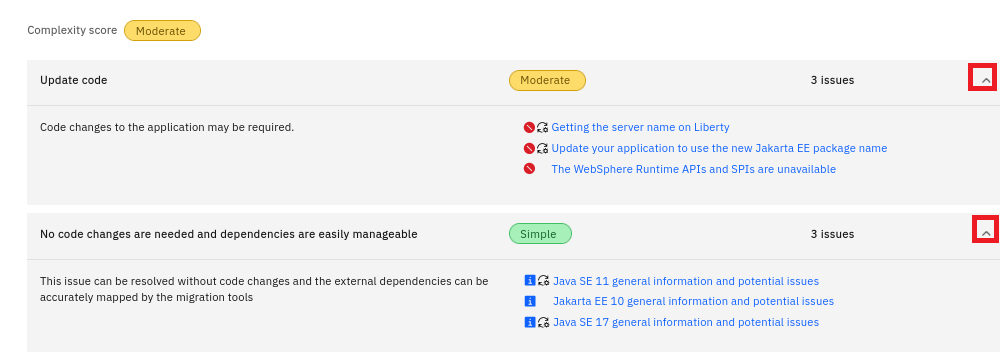 Complexity score Moderate
Update code Moderate 3 issues
Code changes to the application may be required. Getting the server name on Liberty
Update your application to use the new Jakarta EE package name
The WebSphere Runtime APIs and SPIs are unavailable
No code changes are needed and dependencies are easily manageable Simple 3 issues
This issue can be resolved without code changes and the external dependencies can be Java SE 11 general information and potential issues
accurately mapped by the migration tools Jakarta EE 10 general information and potential issues
Java SE 17 general information and potential issues